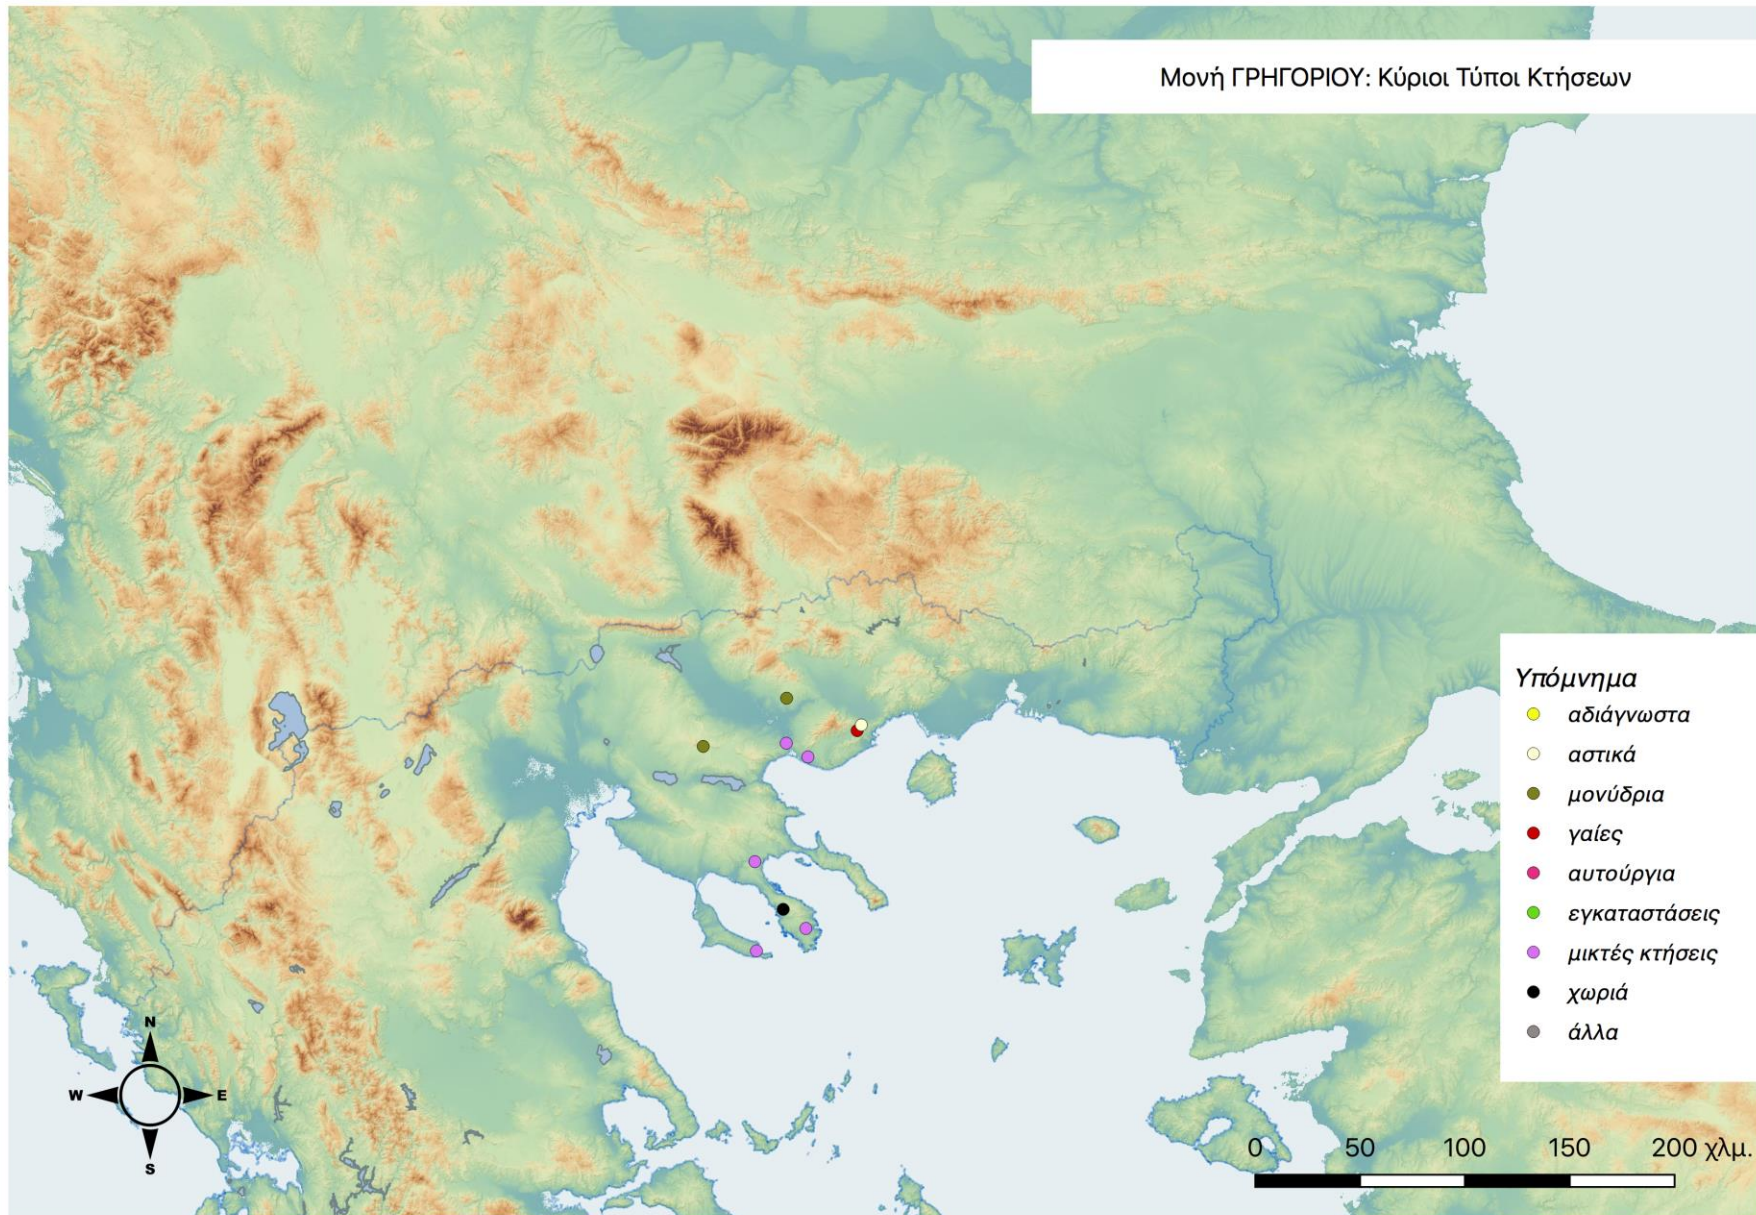 Μονή ΓΡΗΓΟΡΙΟΥ: Κύριοι Τύποι Κτήσεων
Υπόμνημα
αδιάγνωστα
αστικά
μονύδρια
γαίες
αυτούργια
εγκαταστάσεις
μικτές κτήσεις
χωριά
άλλα
N
W E
S
0 50 100 150 200 χλμ.